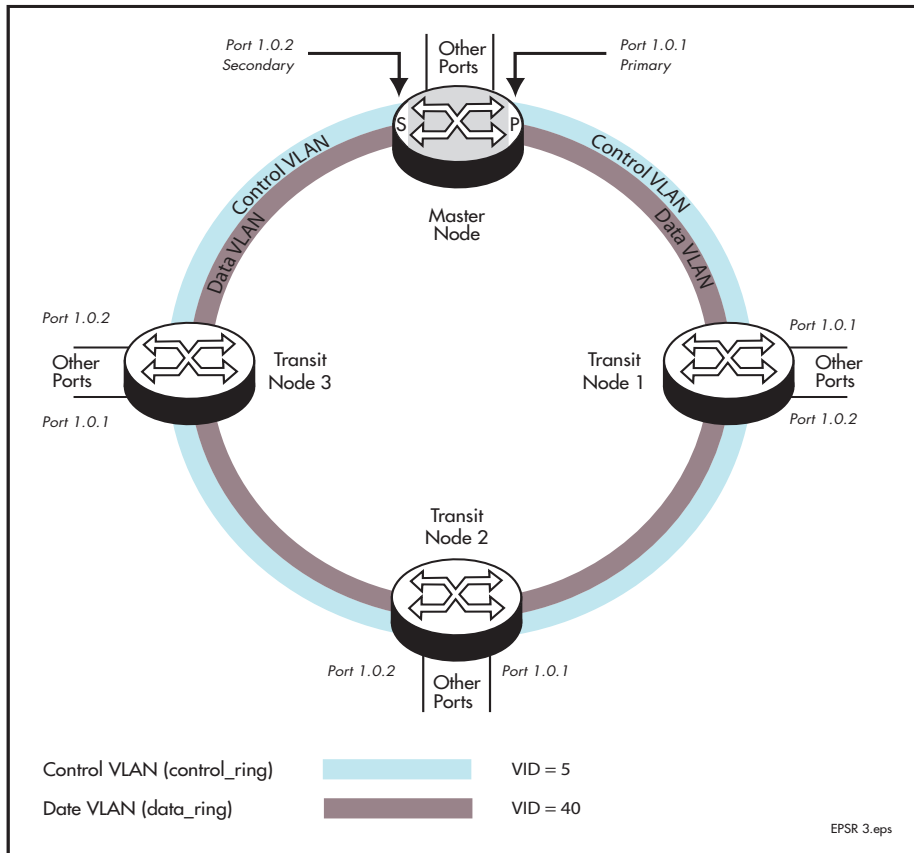 Port 1.0.2
Secondary
Other
Ports
Port 1.0.1
Primary
S
P
Control VLAN
Data VLAN
Control VLAN
Data VLAN
Master
Node
Port 1.0.2
Other
Ports
Port 1.0.1
Transit
Node 3
Transit
Node 1
Port 1.0.1
Other
Ports
Port 1.0.2
Transit
Node 2
Port 1.0.2
Other
Ports
Port 1.0.1
Control VLAN (control_ring)
VID = 5
Date VLAN (data_ring)
VID = 40
EPSR 3.eps